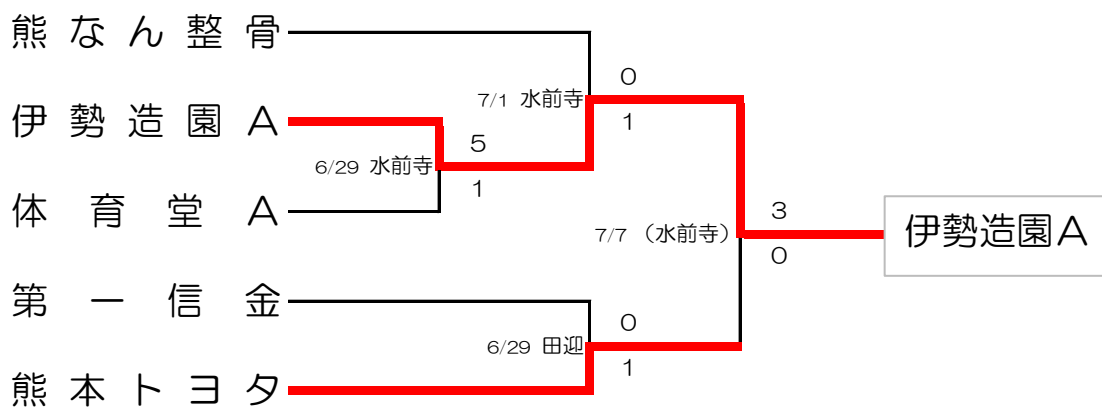 熊なん整骨
0
7/1 水前寺
1
伊勢造園A
5
6/29 水前寺
1
体育堂A
3
7/7 (水前寺)
0
伊勢造園A
第一信金
0
6/29 田迎
1
熊本トヨタ